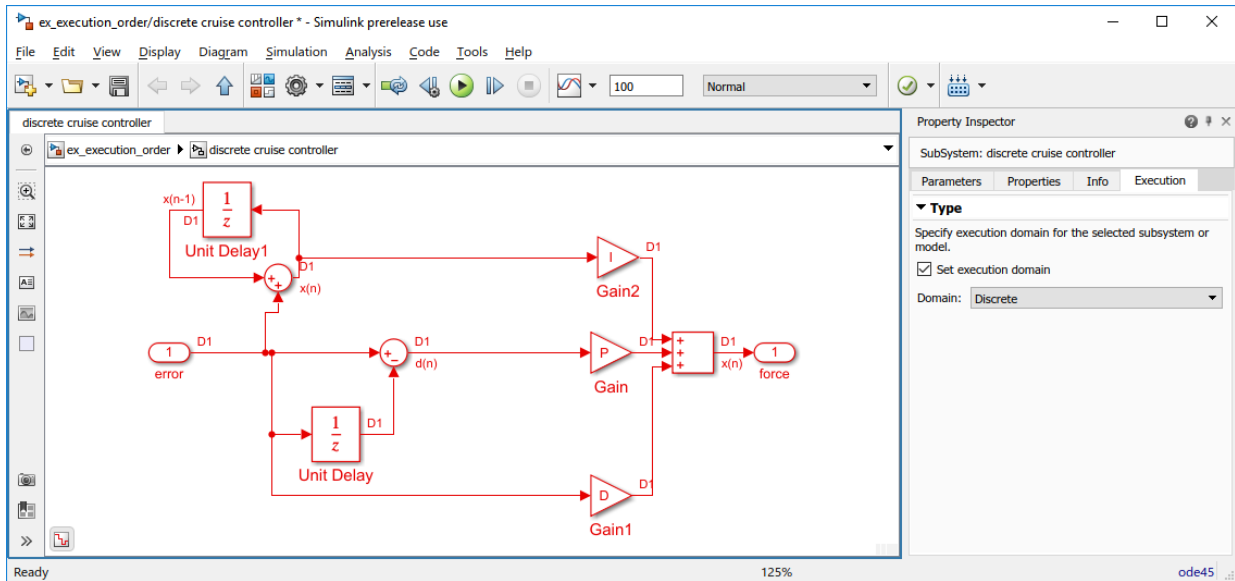 ex_execution_order/discrete cruise controller * - Simulink prerelease use
File Edit View Display Diagram Simulation Analysis Code Tools Help
100 Normal
discrete cruise controller
ex_execution_order discrete cruise controller
x(n-1)
D1
1
z
Unit Delay1
D1
+
+
x(n)
I
D1
Gain2
1
D1
error
+
−
D1
d(n)
P
D1
Gain
+
+
+
D1
x(n)
1
force
1
z
D1
Unit Delay
D
D1
Gain1
Property Inspector
SubSystem: discrete cruise controller
Parameters Properties Info Execution
Type
Specify execution domain for the selected subsystem or
model.
Set execution domain
Domain: Discrete
Ready 125% ode45